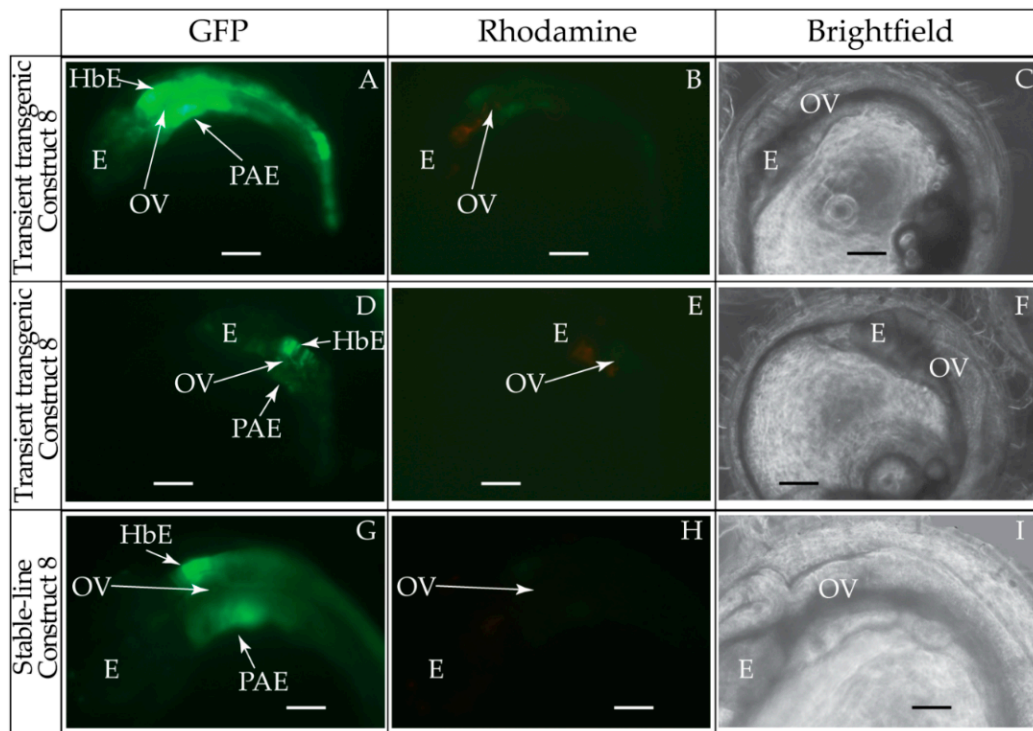 GFP
Rhodamine
Brightfield
Transient transgenic
Construct 8
HbE
A
E
OV
PAE
B
E
OV
C
OV
E
Transient transgenic
Construct 8
D
E
HbE
OV
PAE
E
E
OV
F
E
OV
Stable-line
Construct 8
G
HbE
OV
E
PAE
H
OV
E
I
OV
E